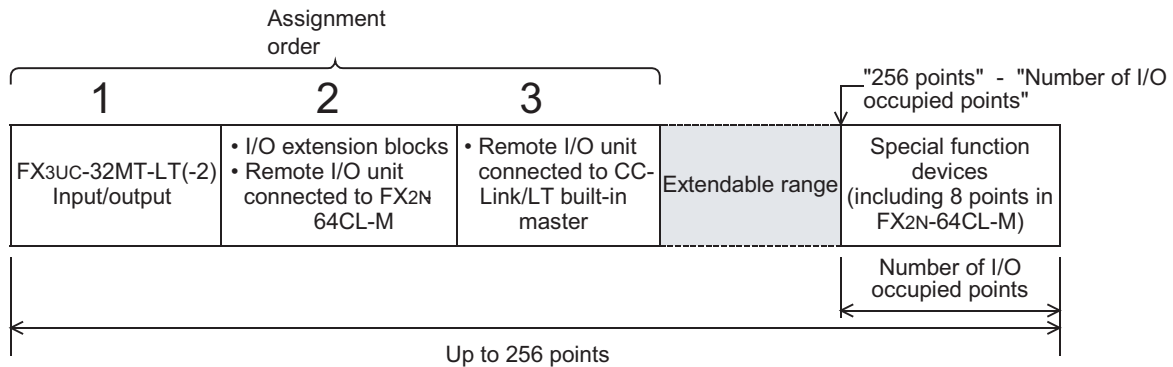 Assignment
order
1
2
3
"256 points" - "Number of I/O
occupied points"
FX3UC-32MT-LT(-2)
Input/output
• I/O extension blocks
• Remote I/O unit
connected to FX2N-
64CL-M
• Remote I/O unit
connected to CC-
Link/LT built-in
master
Extendable range
Special function
devices
(including 8 points in
FX2N-64CL-M)
Number of I/O
occupied points
Up to 256 points